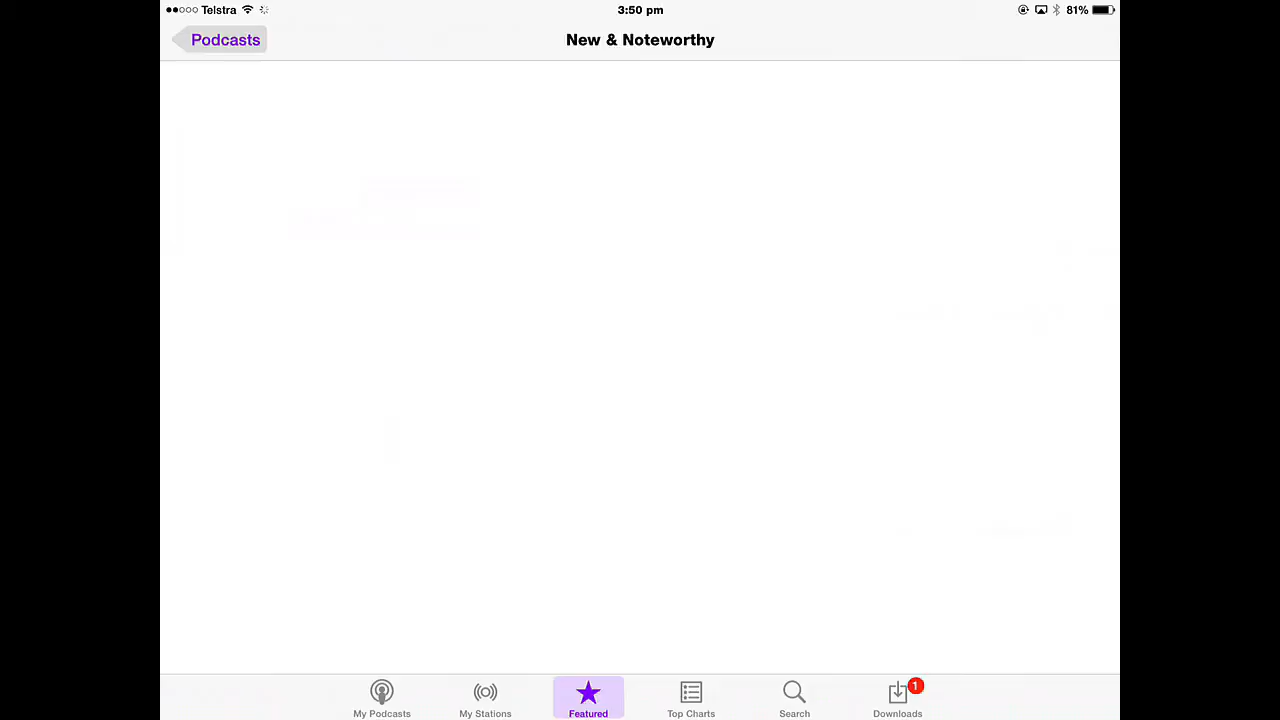 Telstra 3:50 pm 81%
Podcasts New & Noteworthy
1
My Podcasts My Stations Featured Top Charts Search Downloads